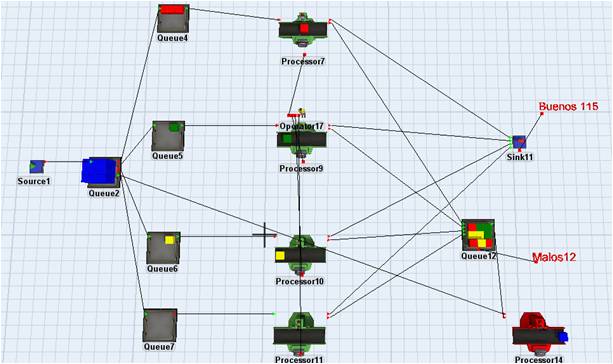 Queue4
Processor7
Buenos 115
Operator17
Queue5
Processor9
Sink11
Source1
Queue2
Queue12
Malos12
Queue6
Processor10
Queue7
Processor11
Processor14